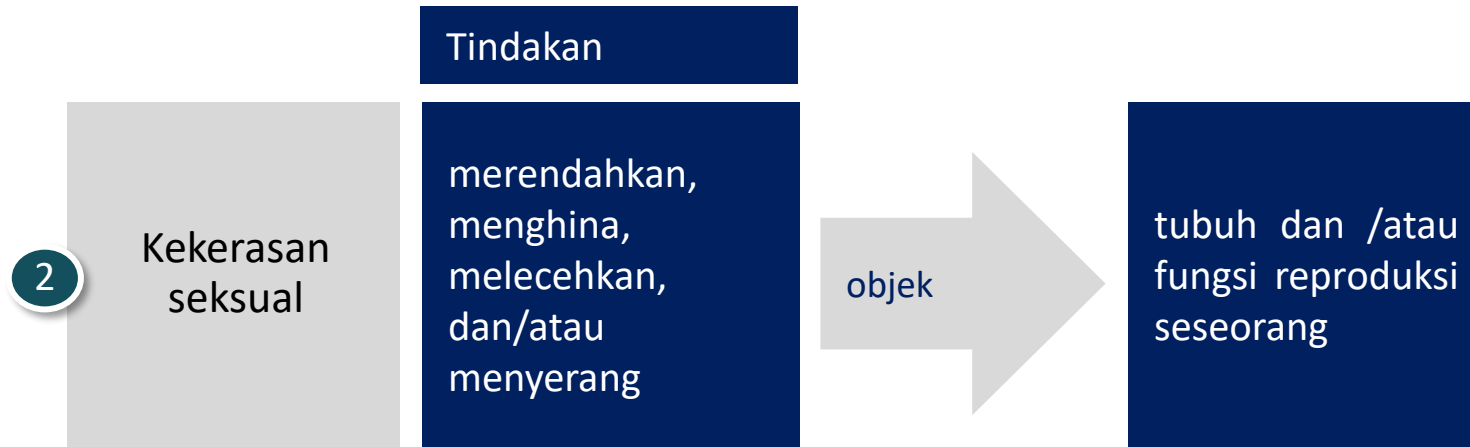 Tindakan
2
Kekerasan
seksual
merendahkan,
menghina,
melecehkan,
dan/atau
menyerang
objek
tubuh dan /atau
fungsi reproduksi
seseorang